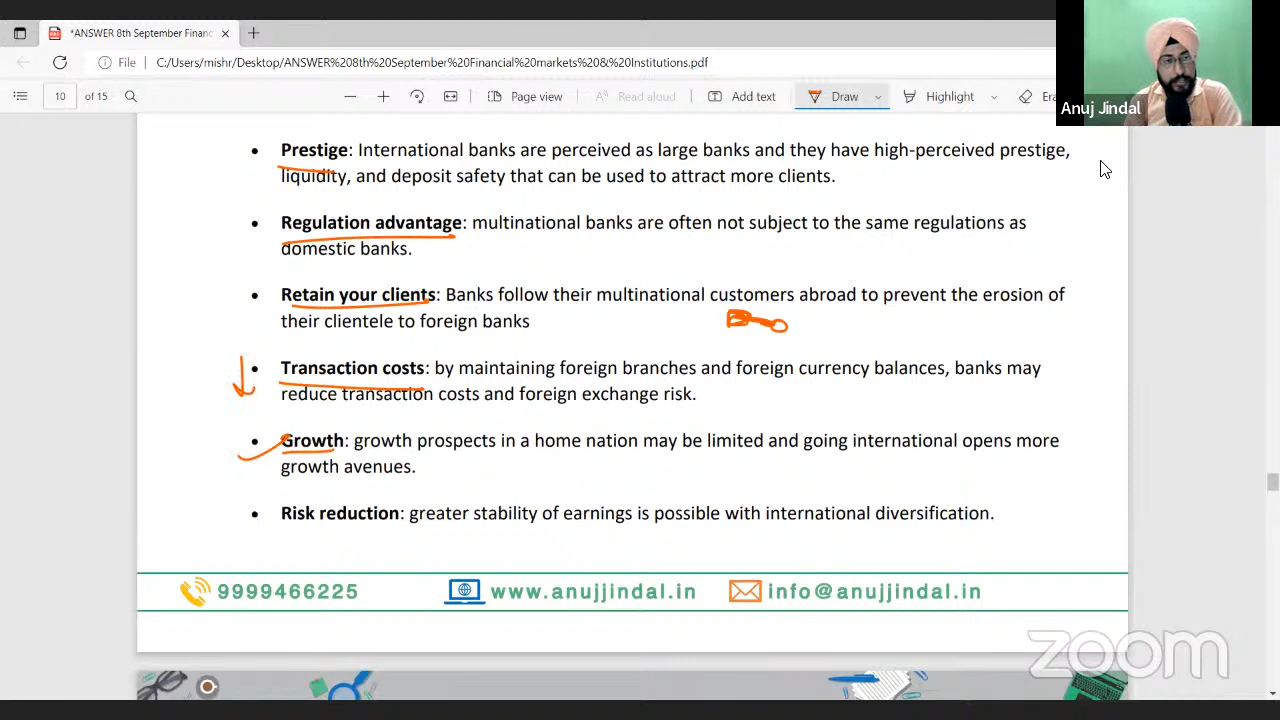 *ANSWER 8th September Financ
File
C:/Users/mishr/Desktop/ANSWER%208th%20September%20Financial%20markets%20&%20Institutions.pdf
10 of 15
Page view
Read aloud
Add text
Draw
Highlight
Era
Anuj Jindal
• Prestige: International banks are perceived as large banks and they have high-perceived prestige,
liquidity, and deposit safety that can be used to attract more clients.
• Regulation advantage: multinational banks are often not subject to the same regulations as
domestic banks.
• Retain your clients: Banks follow their multinational customers abroad to prevent the erosion of
their clientele to foreign banks
• Transaction costs: by maintaining foreign branches and foreign currency balances, banks may
reduce transaction costs and foreign exchange risk.
• Growth: growth prospects in a home nation may be limited and going international opens more
growth avenues.
• Risk reduction: greater stability of earnings is possible with international diversification.
9999466225 www.anujjindal.in info@anujjindal.in
zoom